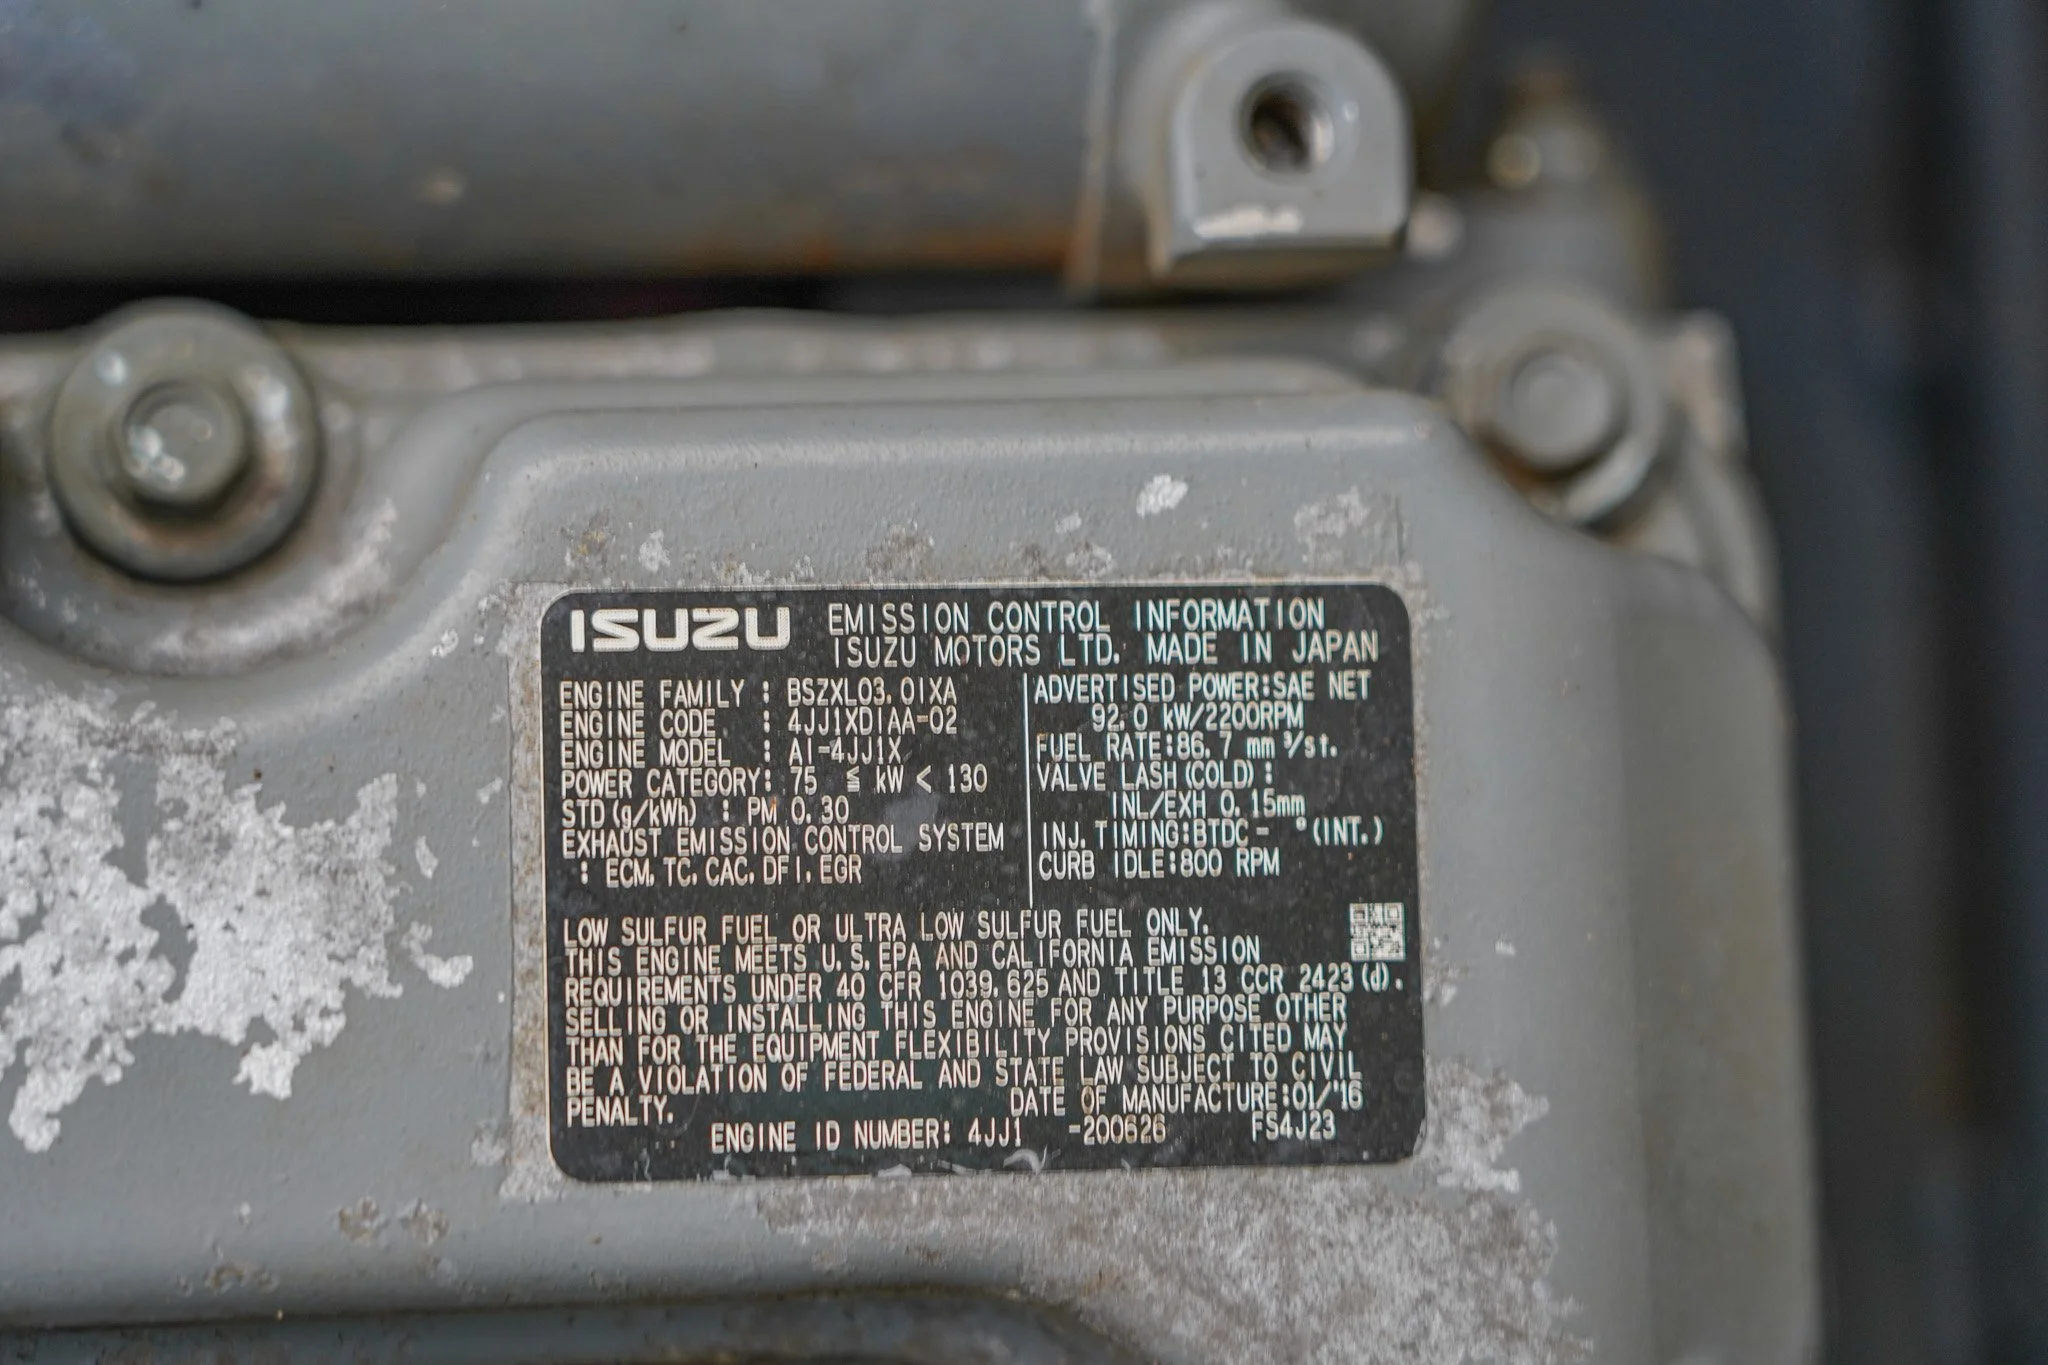 ISUZU EMISSION CONTROL INFORMATION
ISUZU MOTORS LTD. MADE IN JAPAN
ENGINE FAMILY : BSZXL03.01XA
ENGINE CODE : 4JJ1XDIAA-02
ENGINE MODEL : AI-4JJ1X
POWER CATEGORY: 75 ≦ kW < 130
STD(g/kWh) : PM 0.30
EXHAUST EMISSION CONTROL SYSTEM
: ECM, TC, CAC, DFI, EGR
ADVERTISED POWER:SAE NET
92.0 kW/2200RPM
FUEL RATE:86.7 mm³/st.
VALVE LASH(COLD):
INL/EXH 0.15mm
INJ. TIMING:BTDC- °(INT.)
CURB IDLE:800 RPM
LOW SULFUR FUEL OR ULTRA LOW SULFUR FUEL ONLY.
THIS ENGINE MEETS U.S.EPA AND CALIFORNIA EMISSION
REQUIREMENTS UNDER 40 CFR 1039.625 AND TITLE 13 CCR 2423(d).
SELLING OR INSTALLING THIS ENGINE FOR ANY PURPOSE OTHER
THAN FOR THE EQUIPMENT FLEXIBILITY PROVISIONS CITED MAY
BE A VIOLATION OF FEDERAL AND STATE LAW SUBJECT TO CIVIL
PENALTY. DATE OF MANUFACTURE:01/'16
ENGINE ID NUMBER: 4JJ1 -200626 FS4J23